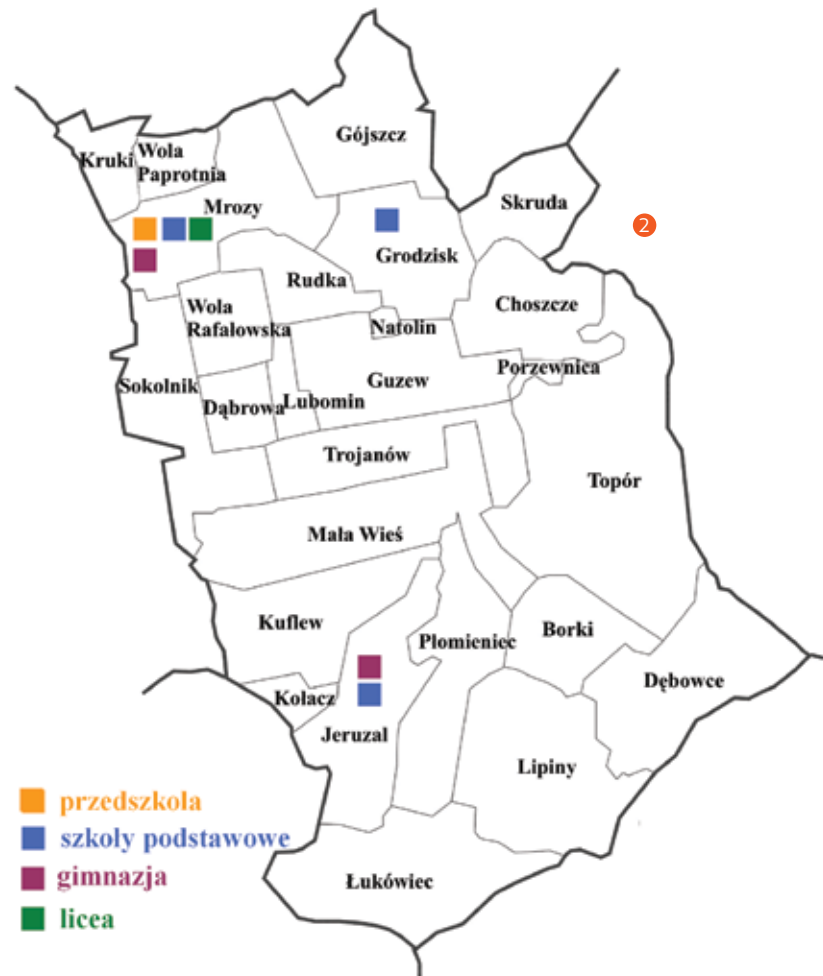 Gójszcz
Kruki
Wola
Paprotnia
Mrozy
Skruda
2
Grodzisk
Rudka
Choszcze
Wola
Rafałowska
Natolin
Porzewnica
Sokolnik
Guzew
Dąbrowa
Lubomin
Trojanów
Topór
Mała Wieś
Kuflew
Płomieniec
Borki
Dębowce
Kołacz
Jeruzal
Lipiny
Łukówiec
przedszkola
szkoly podstawowe
gimnazja
licea